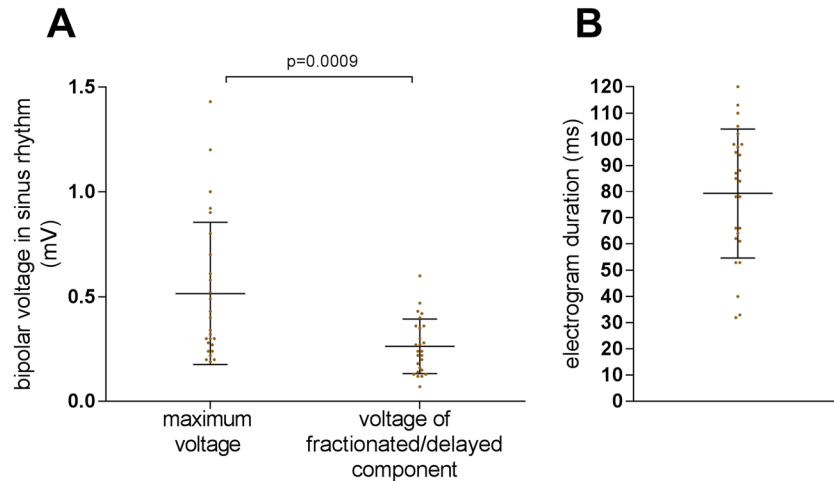 A
p=0.0009
bipolar voltage in sinus rhythm
(mV)
1.5
1.0
0.5
0.0
maximum
voltage
voltage of
fractionated/delayed
component
B
electrogram duration (ms)
120
110
100
90
80
70
60
50
40
30
20
10
0